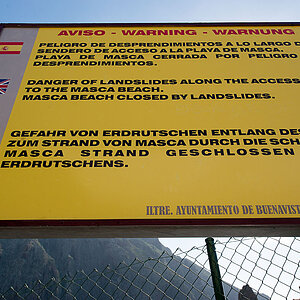 AVISO - WARNING - WARNUNG
PELIGRO DE DESPRENDIMIENTOS A LO LARGO
SENDERO DE ACCESO A LA PLAYA DE MASCA.
PLAYA DE MASCA CERRADA POR PELIGRO
DESPRENDIMIENTOS.
DANGER OF LANDSLIDES ALONG THE ACCESS
TO THE MASCA BEACH.
MASCA BEACH CLOSED BY LANDSLIDES.
GEFAHR VON ERDRUTSCHEN ENTLANG DES
ZUM STRAND VON MASCA DURCH DIE SCH
MASCA STRAND GESCHLOSSEN
ERDRUTSCHENS.
ILTRE. AYUNTAMIENTO DE BUENAVIST